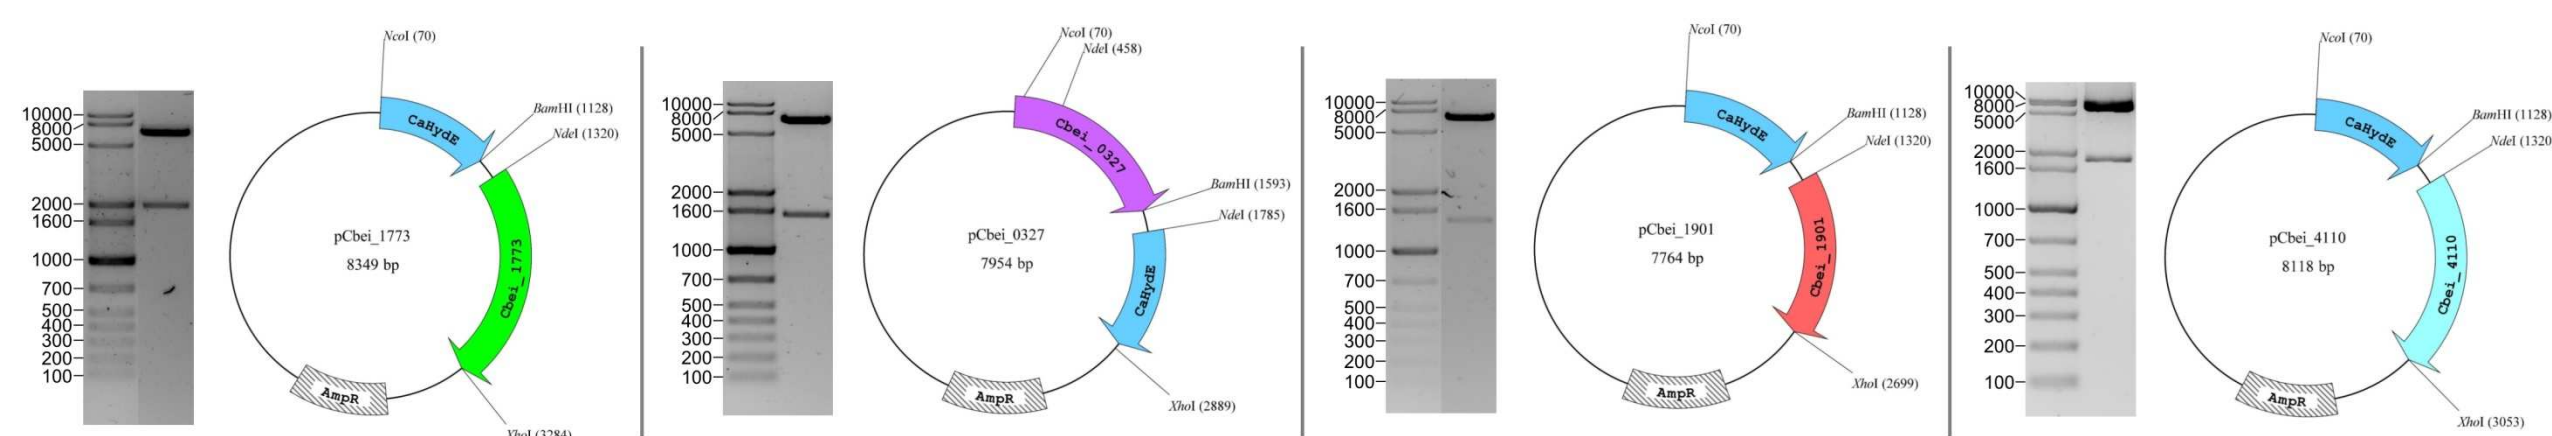 10000
8000
5000
2000
1600
1000
700
500
400
300
200
100
NcoI (70)
CaHydE
BamHI (1128)
NdeI (1320)
pCbei_1773
8349 bp
Cbei_1773
AmpR
XhoI (3284)
10000
8000
5000
2000
1600
1000
700
500
400
300
200
100
NcoI (70)
NdeI (458)
Cbei_0327
BamHI (1593)
NdeI (1785)
pCbei_0327
7954 bp
CaHydE
AmpR
XhoI (2889)
10000
8000
5000
2000
1600
1000
700
500
400
300
200
100
NcoI (70)
CaHydE
BamHI (1128)
NdeI (1320)
pCbei_1901
7764 bp
Cbei_1901
AmpR
XhoI (2699)
10000
8000
5000
2000
1600
1000
700
500
400
300
200
100
NcoI (70)
CaHydE
BamHI (1128)
NdeI (1320
pCbei_4110
8118 bp
Cbei_4110
AmpR
XhoI (3053)